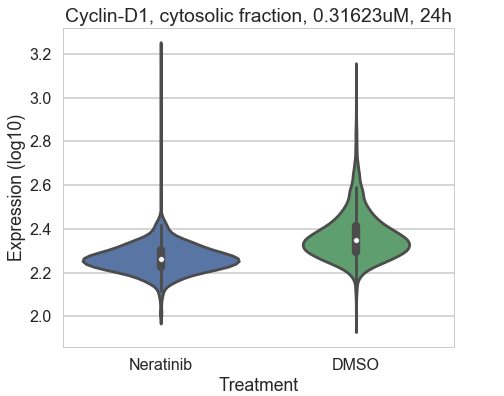 Cyclin-D1, cytosolic fraction, 0.31623uM, 24h
Expression (log10)
3.2
3.0
2.8
2.6
2.4
2.2
2.0
Neratinib DMSO
Treatment